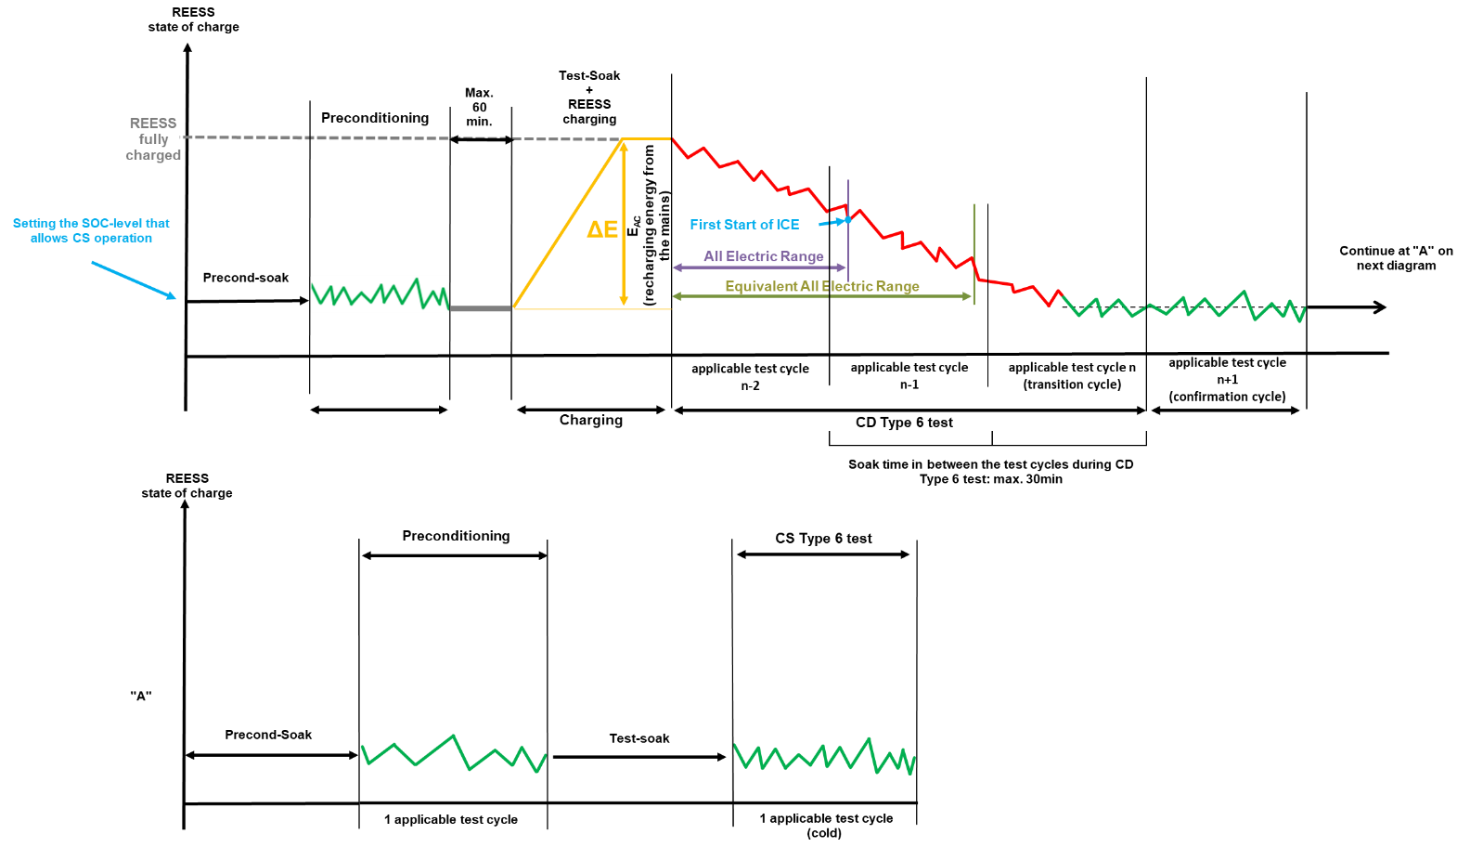 REESS
state of charge
Test-Soak
+
REESS
charging
Max.
60
min.
Preconditioning
REESS
fully
charged
Setting the SOC-level that
allows CS operation
Precond-soak
ΔE
EAC
(recharging energy from
the mains)
First Start of ICE
All Electric Range
Equivalent All Electric Range
Continue at "A" on
next diagram
applicable test cycle
n-2
applicable test cycle
n-1
applicable test cycle n
(transition cycle)
applicable test cycle
n+1
(confirmation cycle)
Charging
CD Type 6 test
Soak time in between the test cycles during CD
Type 6 test: max. 30min
REESS
state of charge
Preconditioning
CS Type 6 test
"A"
Precond-Soak
Test-soak
1 applicable test cycle
1 applicable test cycle
(cold)